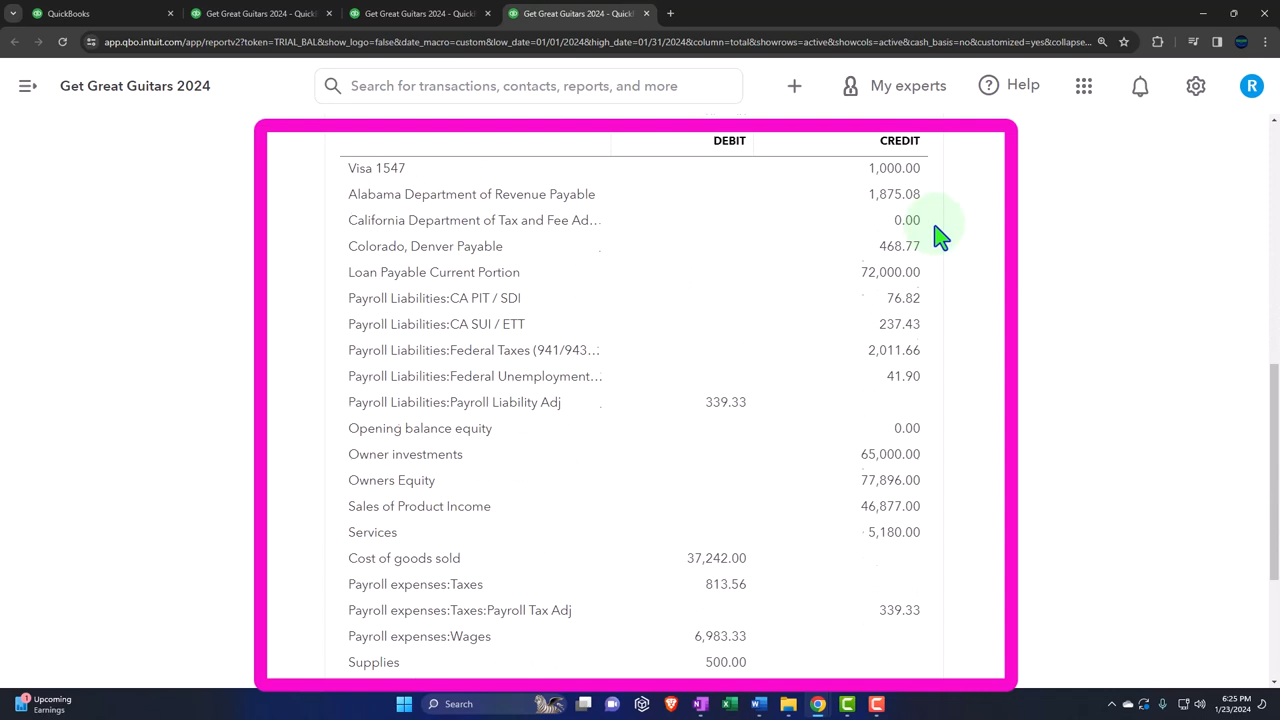 QuickBooks
Get Great Guitars 2024 - QuickB
Get Great Guitars 2024 - QuickB
Get Great Guitars 2024 - QuickB
app.qbo.intuit.com/app/reportv2?token=TRIAL_BAL&show_logo=false&date_macro=custom&low_date=01/01/2024&high_date=01/31/2024&column=total&showrows=active&showcols=active&cash_basis=no&customized=yes&collapse...
Get Great Guitars 2024
Search for transactions, contacts, reports, and more
My experts
Help
R
DEBIT CREDIT
Visa 1547 1,000.00
Alabama Department of Revenue Payable 1,875.08
California Department of Tax and Fee Ad... 0.00
Colorado, Denver Payable 468.77
Loan Payable Current Portion 72,000.00
Payroll Liabilities:CA PIT / SDI 76.82
Payroll Liabilities:CA SUI / ETT 237.43
Payroll Liabilities:Federal Taxes (941/943... 2,011.66
Payroll Liabilities:Federal Unemployment... 41.90
Payroll Liabilities:Payroll Liability Adj 339.33
Opening balance equity 0.00
Owner investments 65,000.00
Owners Equity 77,896.00
Sales of Product Income 46,877.00
Services 5,180.00
Cost of goods sold 37,242.00
Payroll expenses:Taxes 813.56
Payroll expenses:Taxes:Payroll Tax Adj 339.33
Payroll expenses:Wages 6,983.33
Supplies 500.00
Upcoming
Earnings
Search
6:25 PM
1/23/2024